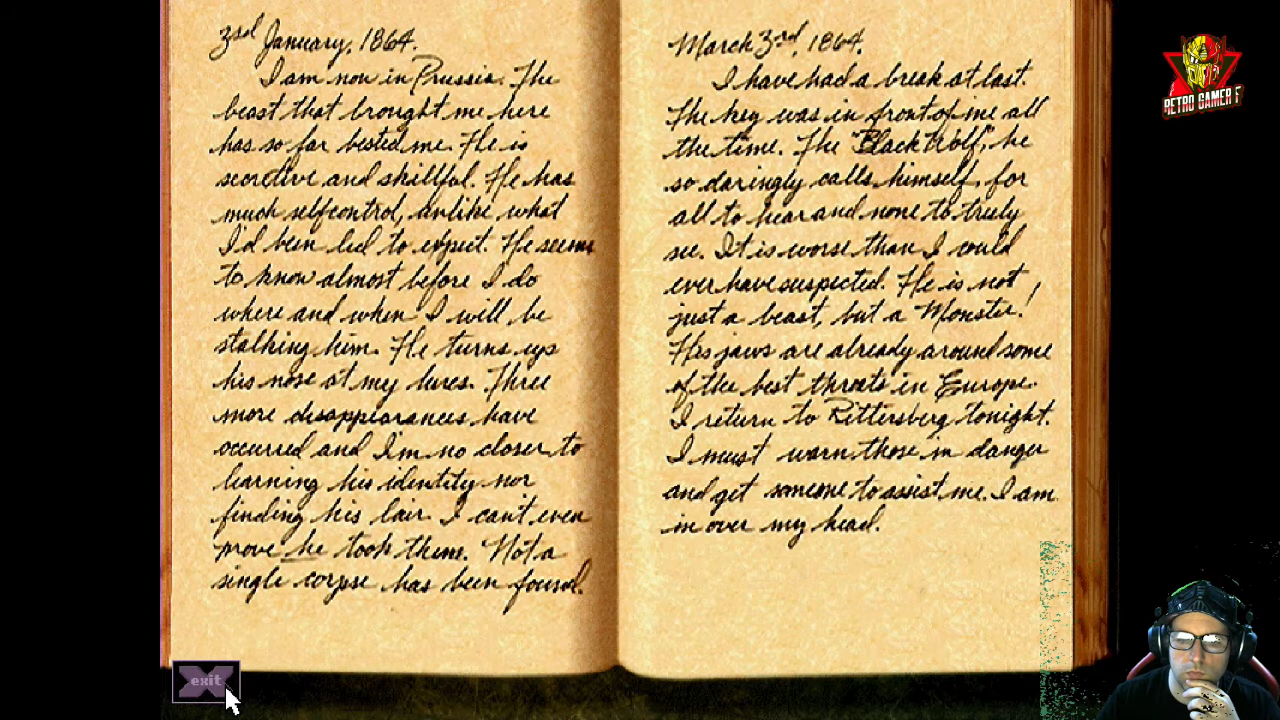 23rd January, 1864.
I am now in Prussia. The
beast that brought me here
has so far bested me. He is
secretive and skillful. He has
much selfcontrol, unlike what
I'd been led to expect. He seems
to know almost before I do
where and when I will be
stalking him. He turns up
his nose at my lures. Three
more disappearances have
occurred and I'm no closer to
learning his identity nor
finding his lair. I can't even
prove he took them. Not a
single corpse has been found.
March 3rd, 1864.
I have had a break at last.
The key was in front of me all
the time. The "Black Wolf", he
so daringly calls himself, for
all to hear and none to truly
see. It is worse than I could
ever have suspected. He is not
just a beast, but a Monster!
His jaws are already around some
of the best throats in Europe.
I return to Rittersberg tonight.
I must warn those in danger
and get someone to assist me. I am
in over my head.
exit
RETRO GAMER F